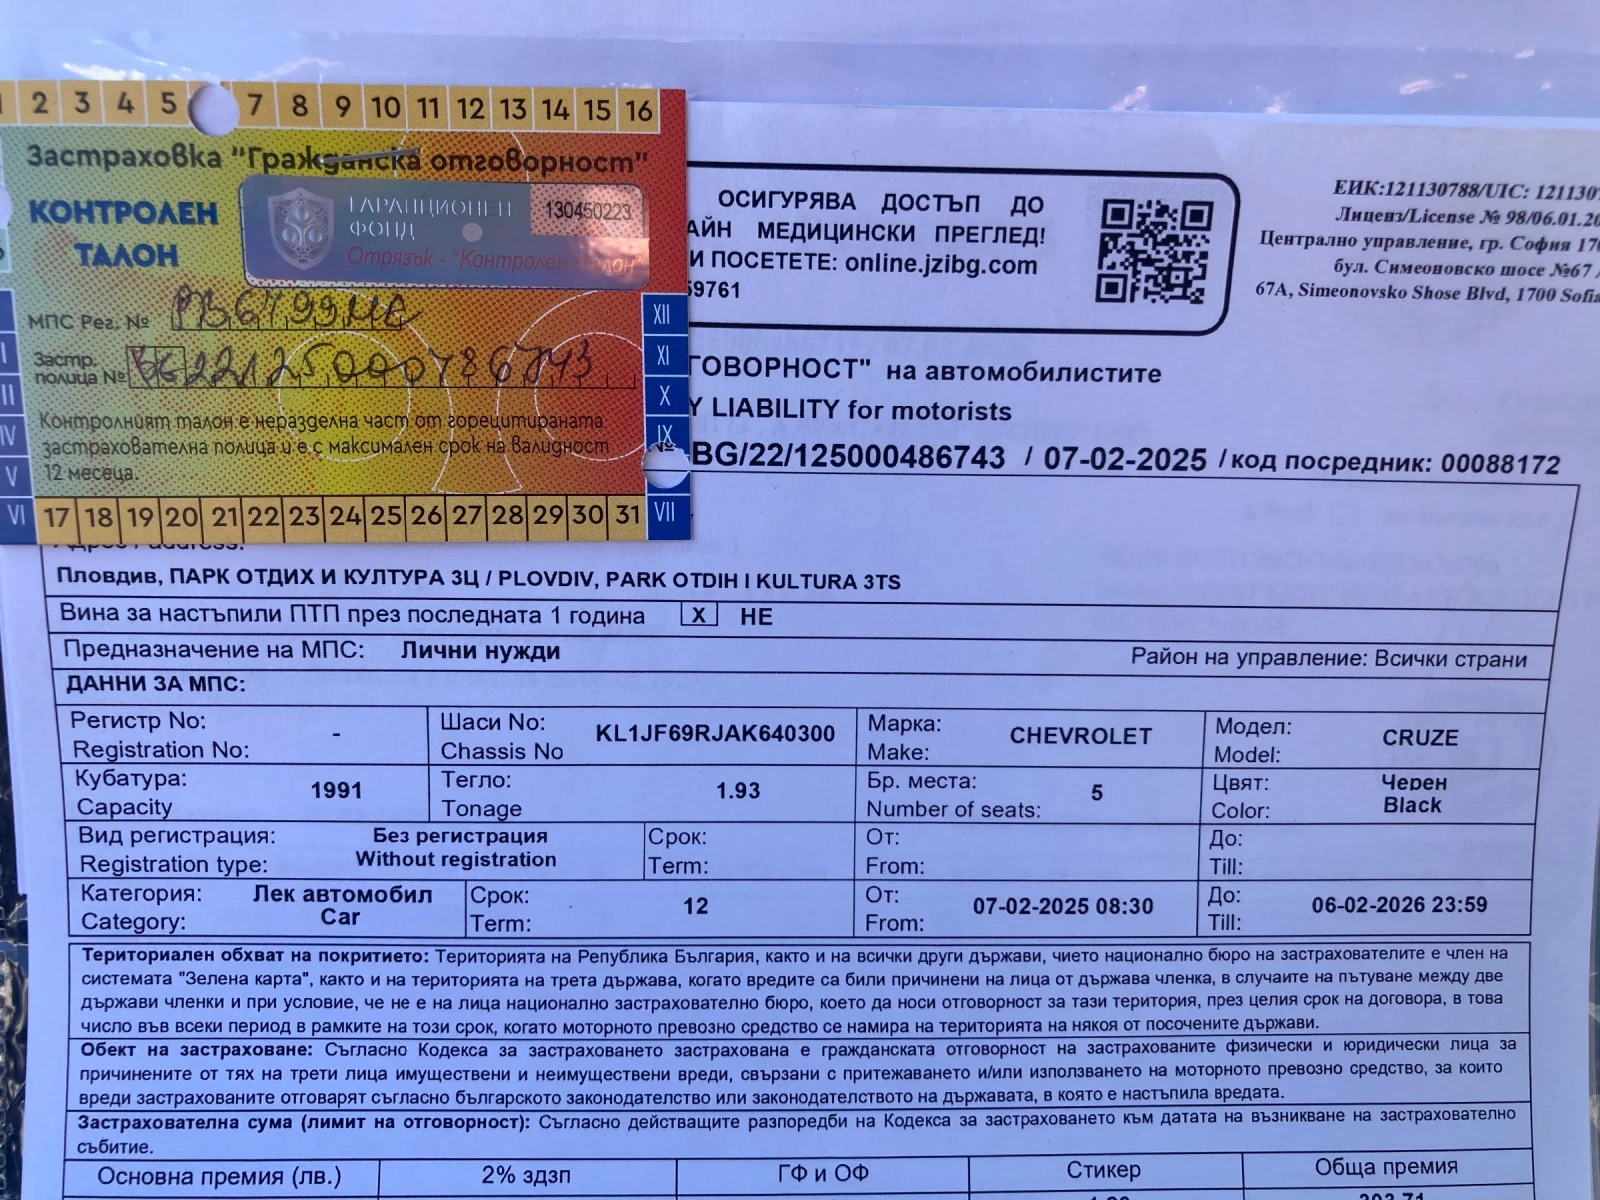 2 3 4 5 7 8 9 10 11 12 13 14 15 16
Застраховка "Гражданска отговорност"
КОНТРОЛЕН
ТАЛОН
ГАРАНЦИОНЕН
ФОНД
130450223
Отрязък - "Контролен талон"
МПС Рег. №
Застр.
полица №
Контролният талон е неразделна част от горецитираната
застрахователна полица и е с максимален срок на валидност
12 месеца.
XII
XI
X
IX
VII
I
II
IV
V
VI
17 18 19 20 21 22 23 24 25 26 27 28 29 30 31
ОСИГУРЯВА ДОСТЪП ДО
АЙН МЕДИЦИНСКИ ПРЕГЛЕД!
И ПОСЕТЕТЕ: online.jzibg.com
59761
ЕИК:121130788/UIC: 121130
Лиценз/License № 98/06.01.20
Централно управление, гр. София 170
бул. Симеоновско шосе №67
67A, Simeonovsko Shose Blvd, 1700 Sofia
ГОВОРНОСТ" на автомобилистите
Y LIABILITY for motorists
№ BG/22/125000486743 / 07-02-2025 / код посредник: 00088172
Адрес / address:
Пловдив, ПАРК ОТДИХ И КУЛТУРА 3Ц / PLOVDIV, PARK OTDIH I KULTURA 3TS
Вина за настъпили ПТП през последната 1 година X НЕ
Предназначение на МПС: Лични нужди Район на управление: Всички страни
ДАННИ ЗА МПС:
Регистр No: - Шаси No: KL1JF69RJAK640300 Марка: CHEVROLET Модел: CRUZE
Registration No: Chassis No Make: Model:
Кубатура: 1991 Тегло: 1.93 Бр. места: 5 Цвят: Черен
Capacity Tonage Number of seats: Color: Black
Вид регистрация: Без регистрация Срок: От: До:
Registration type: Without registration Term: From: Till:
Категория: Лек автомобил Срок: 12 От: 07-02-2025 08:30 До: 06-02-2026 23:59
Category: Car Term: From: Till:
Териториален обхват на покритието: Територията на Република България, както и на всички други държави, чието национално бюро на застрахователите е член на
системата "Зелена карта", както и на територията на трета държава, когато вредите са били причинени на лица от държава членка, в случаите на пътуване между две
държави членки и при условие, че не е на лица национално застрахователно бюро, което да носи отговорност за тази територия, през целия срок на договора, в това
число във всеки период в рамките на този срок, когато моторното превозно средство се намира на територията на някоя от посочените държави.
Обект на застраховане: Съгласно Кодекса за застраховането застрахована е гражданската отговорност на застрахованите физически и юридически лица за
причинените от тях на трети лица имуществени и неимуществени вреди, свързани с притежаването и/или използването на моторното превозно средство, за които
вреди застрахованите отговарят съгласно българското законодателство или законодателството на държавата, в която е настъпила вредата.
Застрахователна сума (лимит на отговорност): Съгласно действащите разпоредби на Кодекса за застраховането към датата на възникване на застрахователно
събитие.
Основна премия (лв.) 2% здзп ГФ и ОФ Стикер Обща премия